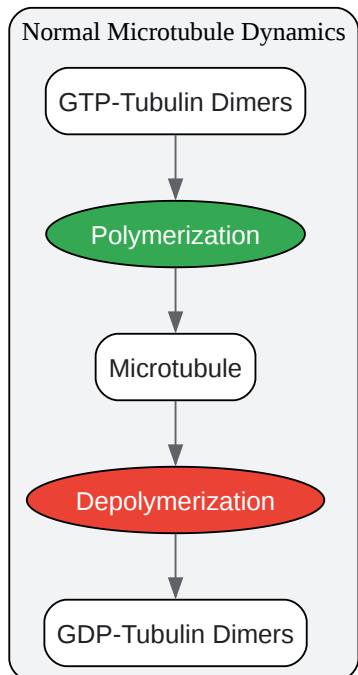 Normal Microtubule Dynamics
GTP-Tubulin Dimers
Polymerization
Microtubule
Depolymerization
GDP-Tubulin Dimers